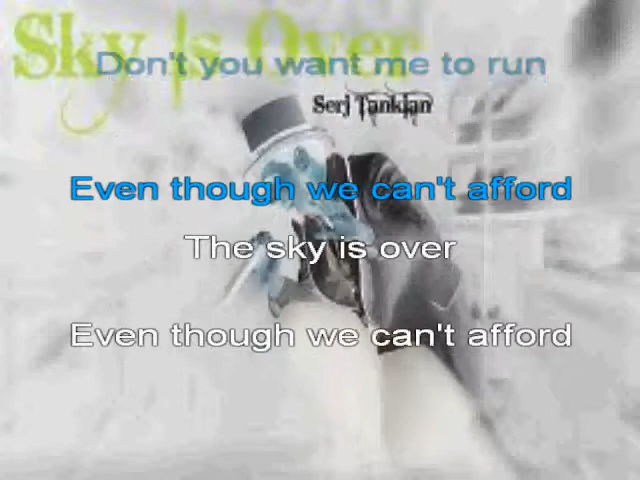 Sky Is Over
Don't you want me to run
Serj Tankian
Even though we can't afford
The sky is over
Even though we can't afford